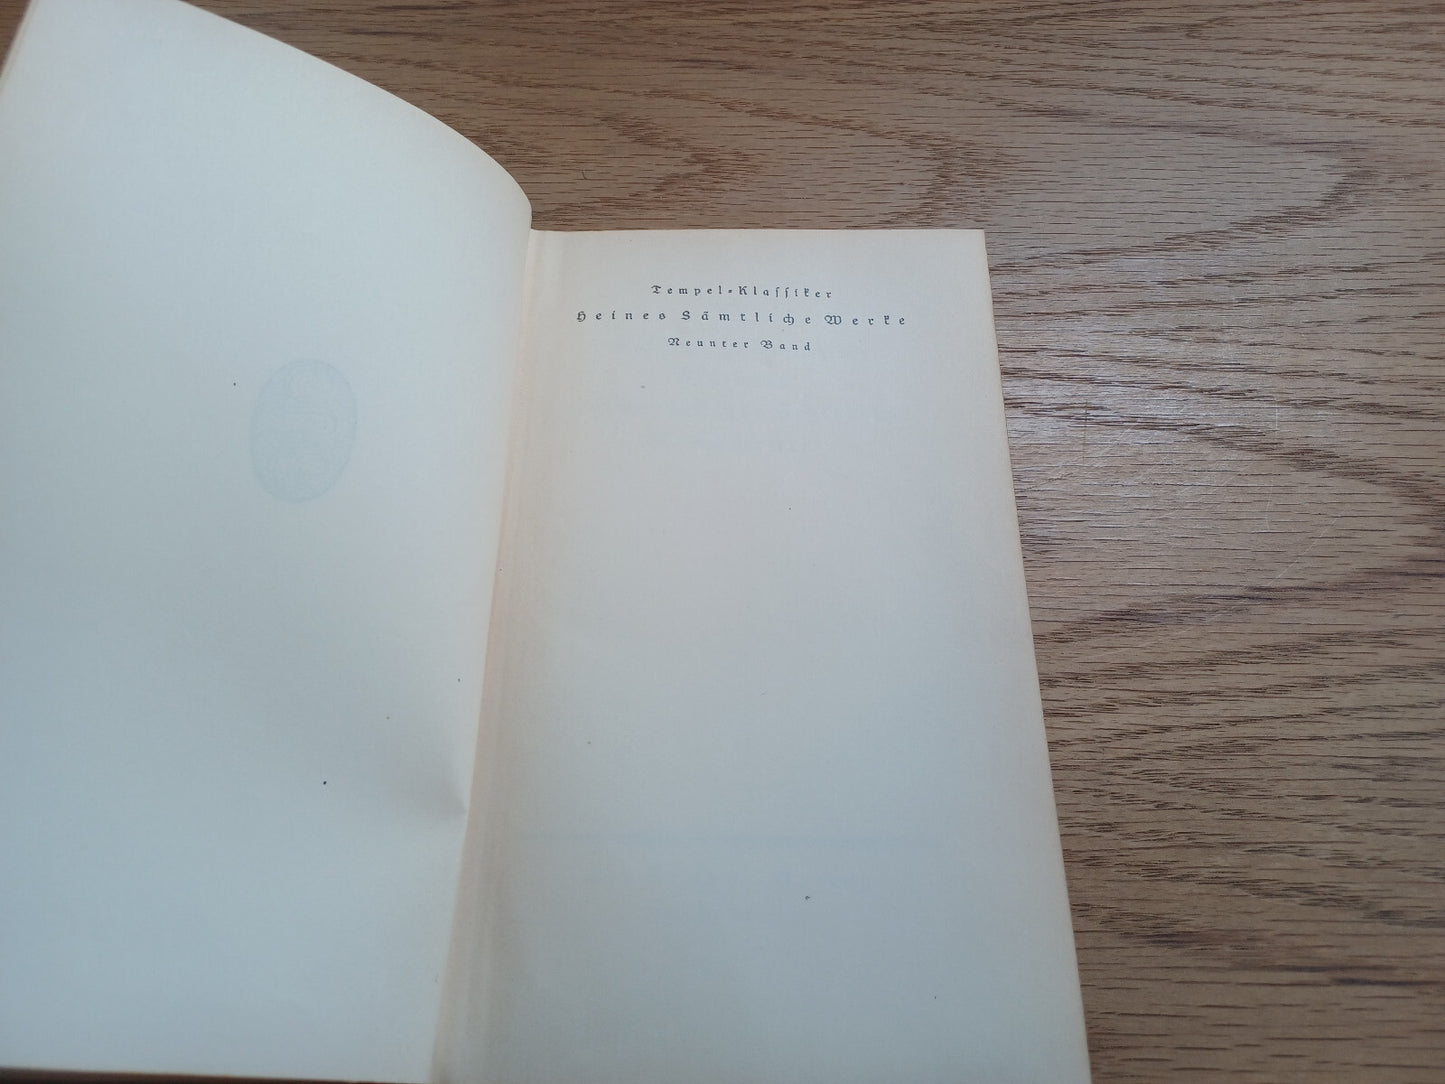 Tempel-Klassiker
Heines Sämtliche Werke
Neunter Band